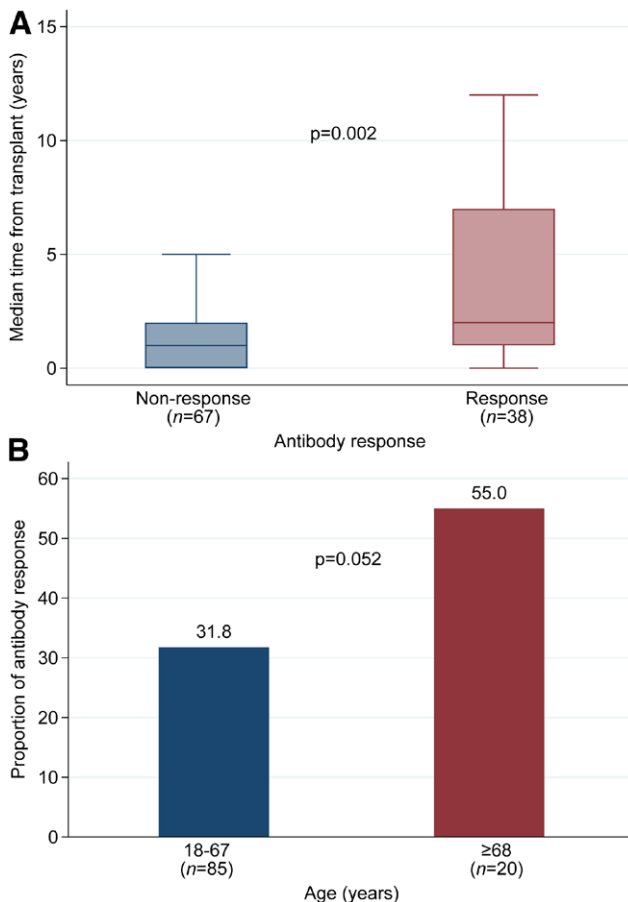 A
Median time from transplant (years)
15
10
5
0
p=0.002
Non-response
(n=67)
Response
(n=38)
Antibody response
B
Proportion of antibody response
60
50
40
30
20
10
0
31.8
p=0.052
55.0
18-67
(n=85)
≥68
(n=20)
Age (years)